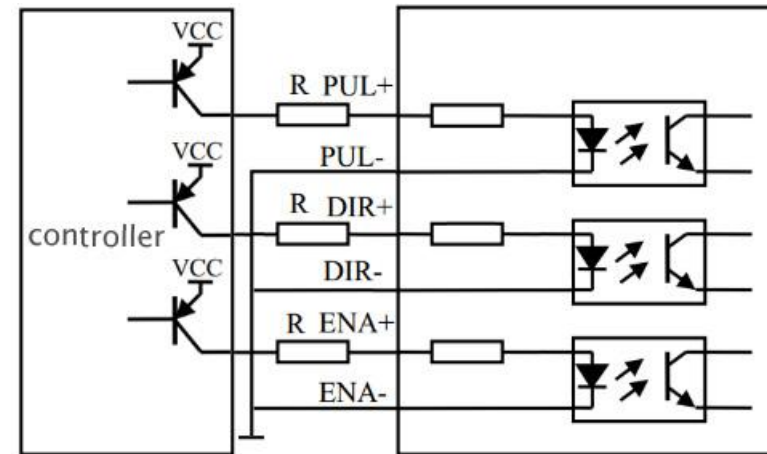 VCC
R PUL+
PUL-
VCC
R DIR+
controller
DIR-
VCC
R ENA+
ENA-